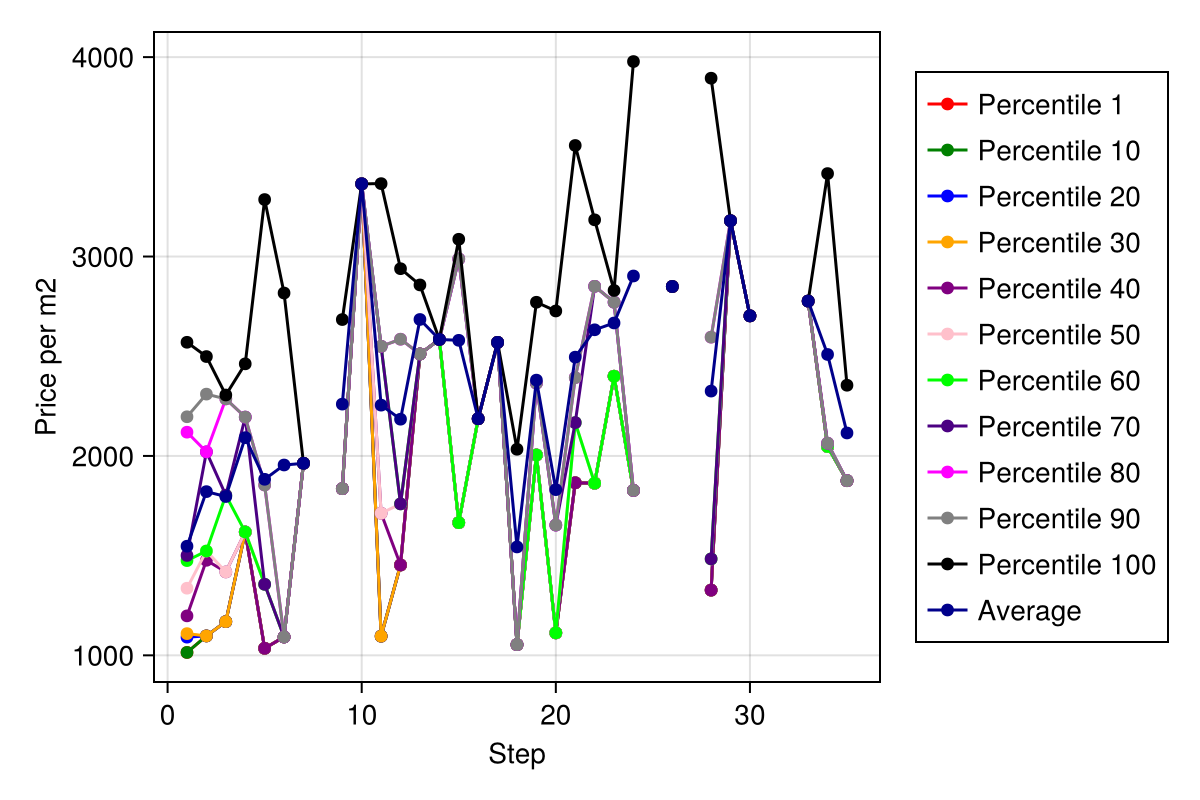 4000
3000
2000
1000
Price per m2
0 10 20 30
Step
Percentile 1
Percentile 10
Percentile 20
Percentile 30
Percentile 40
Percentile 50
Percentile 60
Percentile 70
Percentile 80
Percentile 90
Percentile 100
Average